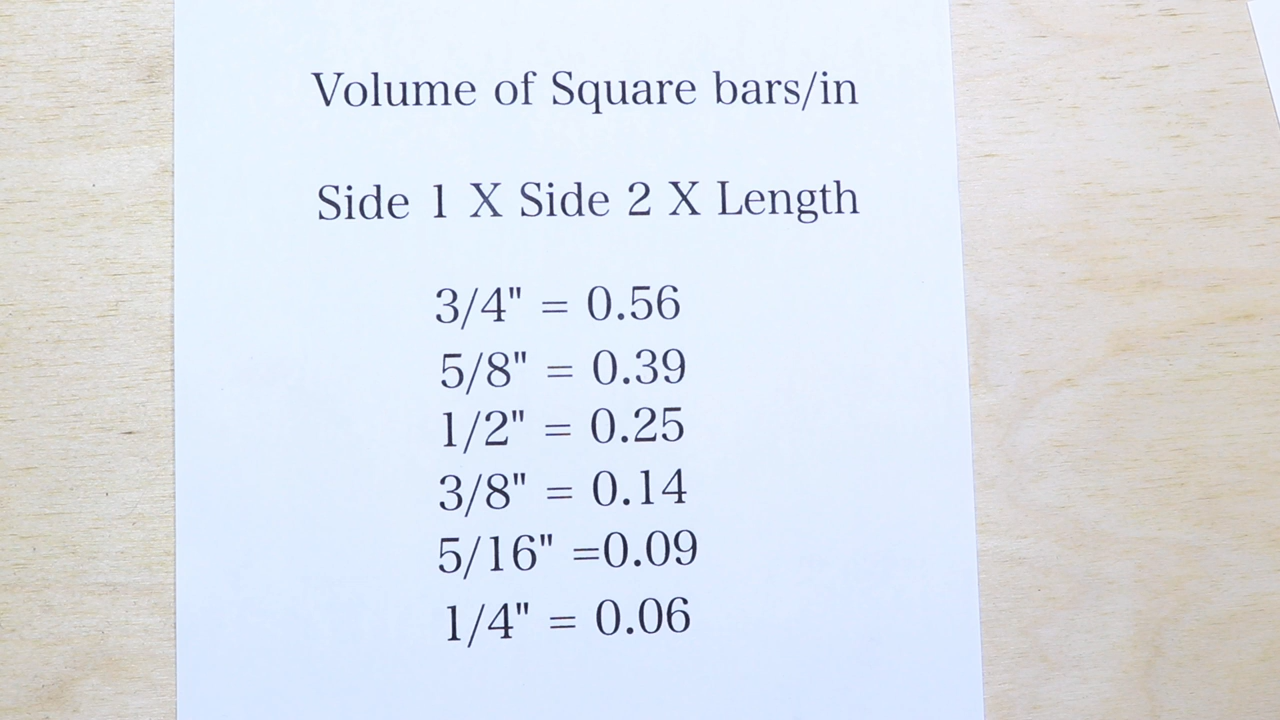 Volume of Square bars/in
Side 1 X Side 2 X Length
3/4" = 0.56
5/8" = 0.39
1/2" = 0.25
3/8" = 0.14
5/16" =0.09
1/4" = 0.06